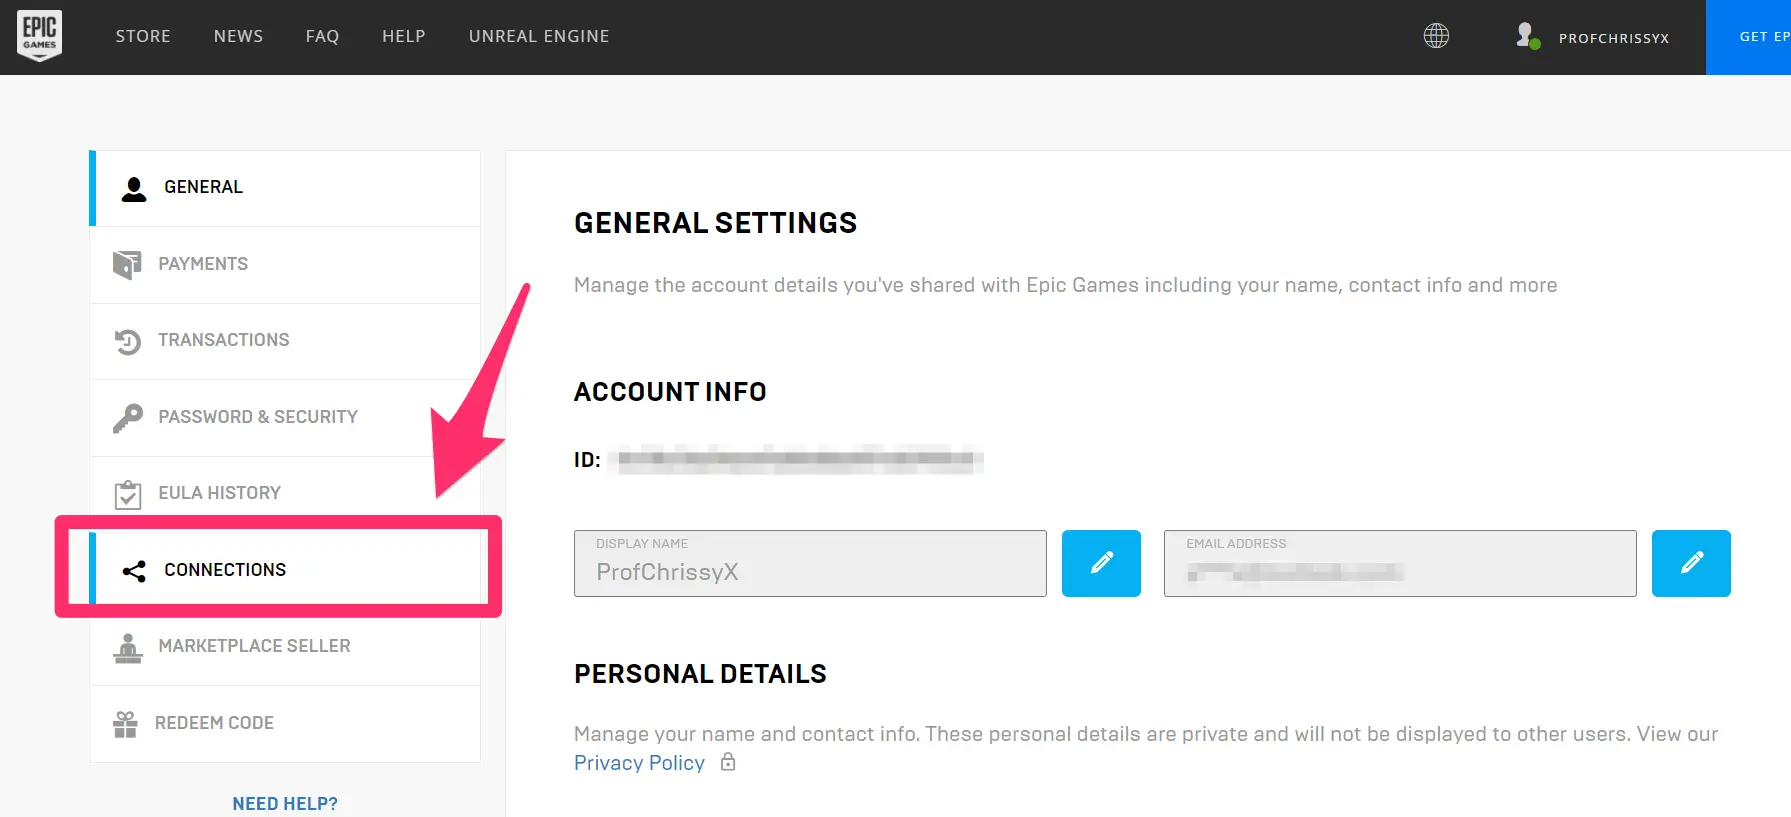 EPIC
GAMES
STORE
NEWS
FAQ
HELP
UNREAL ENGINE
PROFCHRISSYX
GET EP
GENERAL
PAYMENTS
TRANSACTIONS
PASSWORD & SECURITY
EULA HISTORY
CONNECTIONS
MARKETPLACE SELLER
REDEEM CODE
NEED HELP?
GENERAL SETTINGS
Manage the account details you've shared with Epic Games including your name, contact info and more
ACCOUNT INFO
ID:
DISPLAY NAME
ProfChrissyX
EMAIL ADDRESS
PERSONAL DETAILS
Manage your name and contact info. These personal details are private and will not be displayed to other users. View our
Privacy Policy